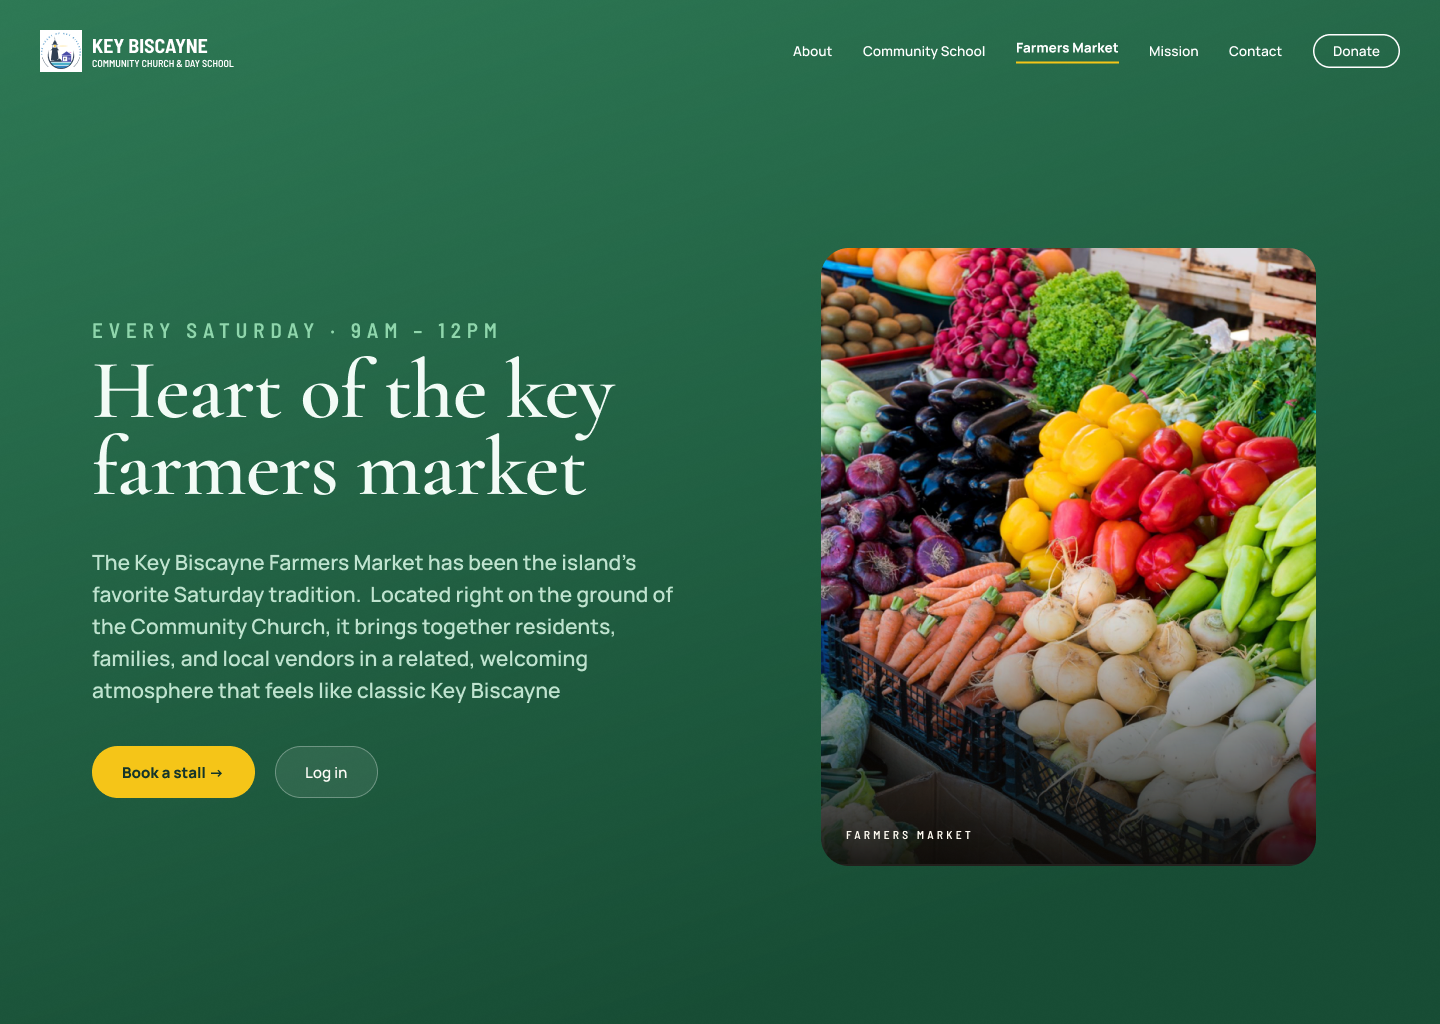 KEY BISCAYNE
COMMUNITY CHURCH & DAY SCHOOL
About Community School Farmers Market Mission Contact Donate
EVERY SATURDAY · 9AM – 12PM
Heart of the key
farmers market
The Key Biscayne Farmers Market has been the island’s
favorite Saturday tradition.  Located right on the ground of
the Community Church, it brings together residents,
families, and local vendors in a related, welcoming
atmosphere that feels like classic Key Biscayne
Book a stall → Log in
FARMERS MARKET